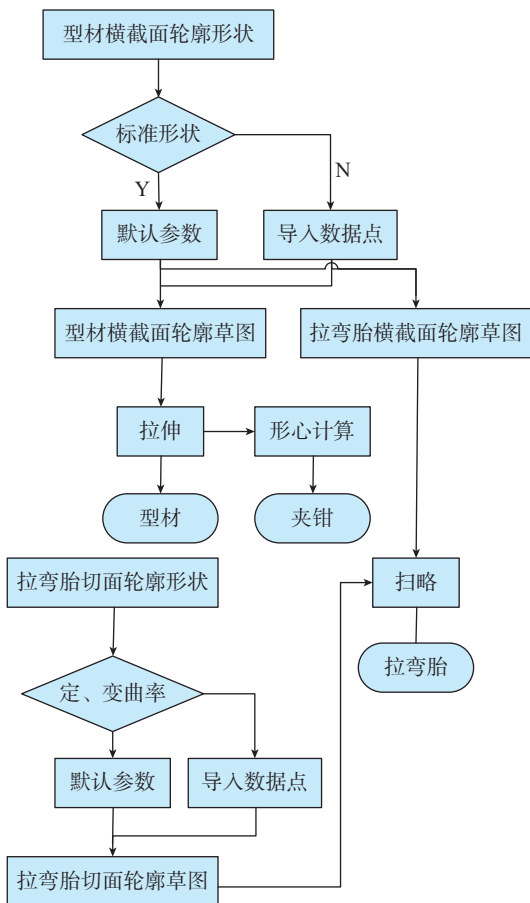 型材横截面轮廓形状
标准形状
Y
N
默认参数
导入数据点
型材横截面轮廓草图
拉弯胎横截面轮廓草图
拉伸
形心计算
型材
夹钳
拉弯胎切面轮廓形状
扫略
拉弯胎
定、变曲率
默认参数
导入数据点
拉弯胎切面轮廓草图